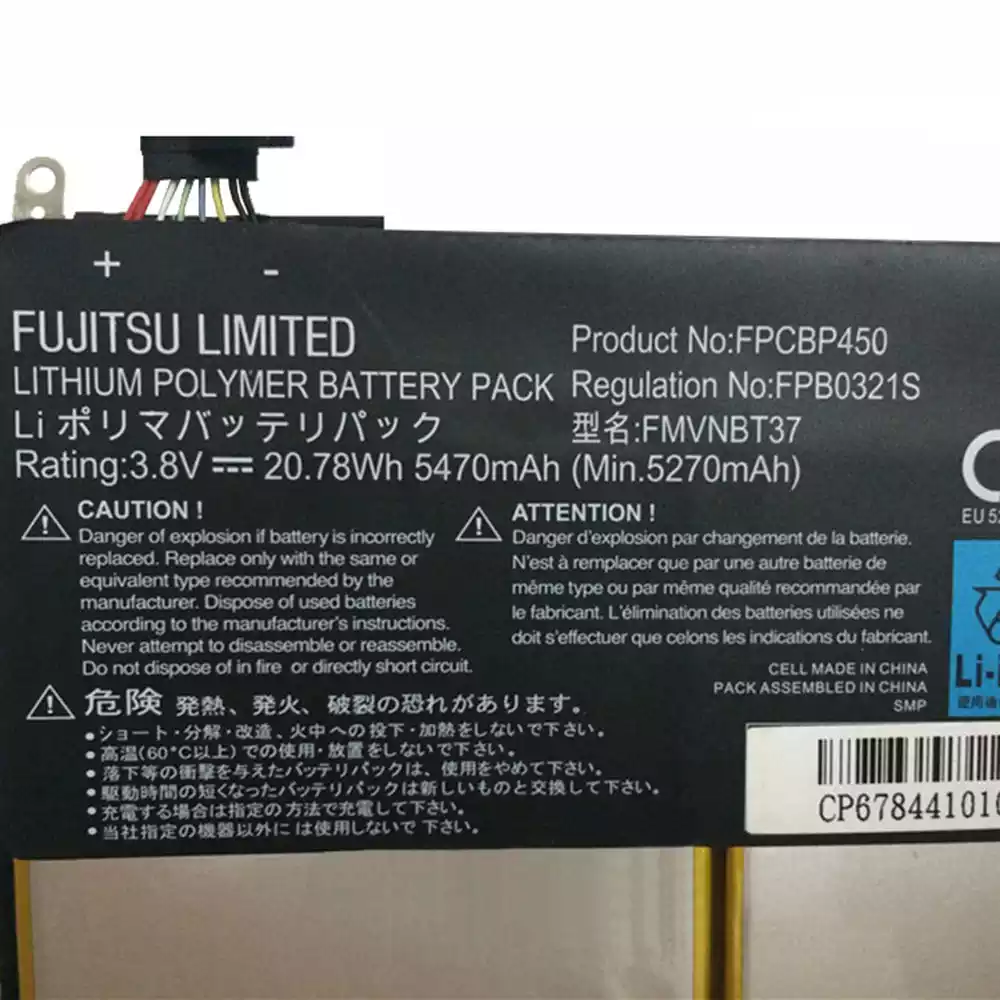 + -
FUJITSU LIMITED
LITHIUM POLYMER BATTERY PACK
Li ポリマバッテリパック
Rating:3.8V ⎓ 20.78Wh 5470mAh (Min.5270mAh)
Product No:FPCBP450
Regulation No:FPB0321S
型名:FMVNBT37
CAUTION !
Danger of explosion if battery is incorrectly
replaced. Replace only with the same or
equivalent type recommended by the
manufacturer. Dispose of used batteries
according to the manufacturer's instructions.
Never attempt to disassemble or reassemble.
Do not dispose of in fire or directly short circuit.
ATTENTION !
Danger d'explosion par changement de la batterie.
N'est à remplacer que par une autre batterie de
même type ou par même qualité recommandée par
le fabricant. L'élimination des batteries utilisées ne
doit s'effectuer que celons les indications du fabricant.
CELL MADE IN CHINA
PACK ASSEMBLED IN CHINA
SMP
危険 発熱、発火、破裂の恐れがあります。
•ショート・分解・改造、火中への投下・加熱をしないで下さい。
•高温(60°C以上)での使用・放置をしないで下さい。
•落下等の衝撃を与えたバッテリパックは、使用をやめて下さい。
•駆動時間の短くなったバッテリパックは新しいものと交換して下さい。
•充電する場合は指定の方法で充電して下さい。
•当社指定の機器以外には使用しないで下さい。
EU
Li-
CP67844101